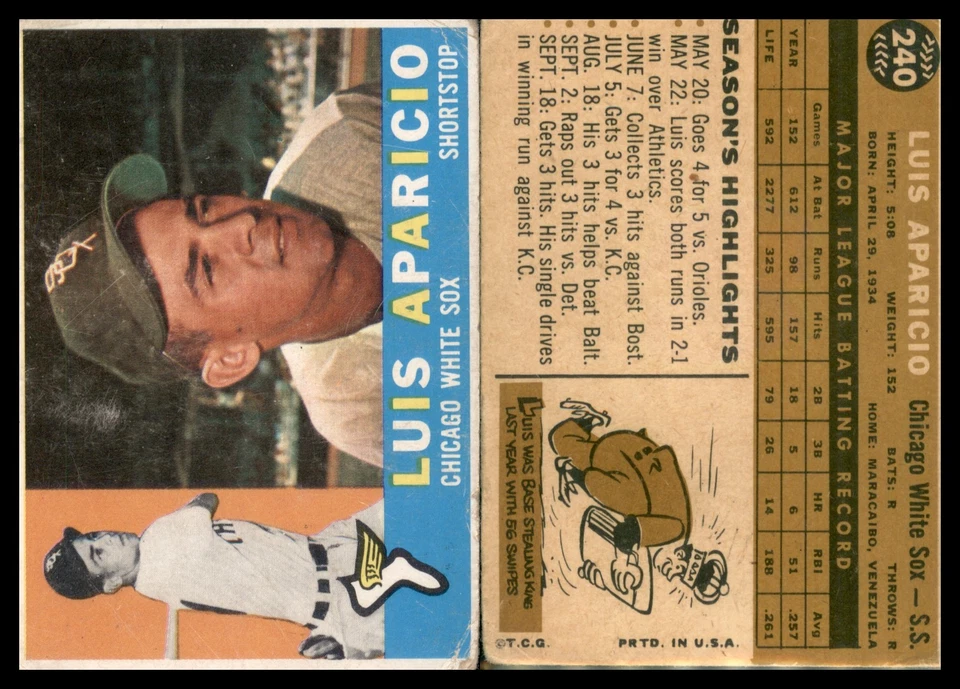 LUIS APARICIO
CHICAGO WHITE SOX SHORTSTOP
SOX
240
LUIS APARICIO Chicago White Sox — S.S.
HEIGHT: 5:08 WEIGHT: 152 BATS: R THROWS: R
BORN: APRIL 29, 1934 HOME: MARACAIBO, VENEZUELA
MAJOR LEAGUE BATTING RECORD
Games At Bat Runs Hits 2B 3B HR RBI Avg
YEAR 152 612 98 157 18 5 6 51 .257
LIFE 592 2277 325 595 79 26 14 188 .261
SEASON'S HIGHLIGHTS
• MAY 20: Goes 4 for 5 vs. Orioles.
• MAY 22: Luis scores both runs in 2-1
win over Athletics.
• JUNE 7: Collects 3 hits against Bost.
• JULY 5: Gets 3 for 4 vs. K.C.
• AUG. 18: His 3 hits helps beat Balt.
• SEPT. 2: Raps out 3 hits vs. Det.
• SEPT. 18: Gets 3 hits. His single drives
in winning run against K.C.
LUIS WAS BASE STEALING KING
LAST YEAR WITH 56 SWIPES.
©T.C.G. PRTD. IN U.S.A.